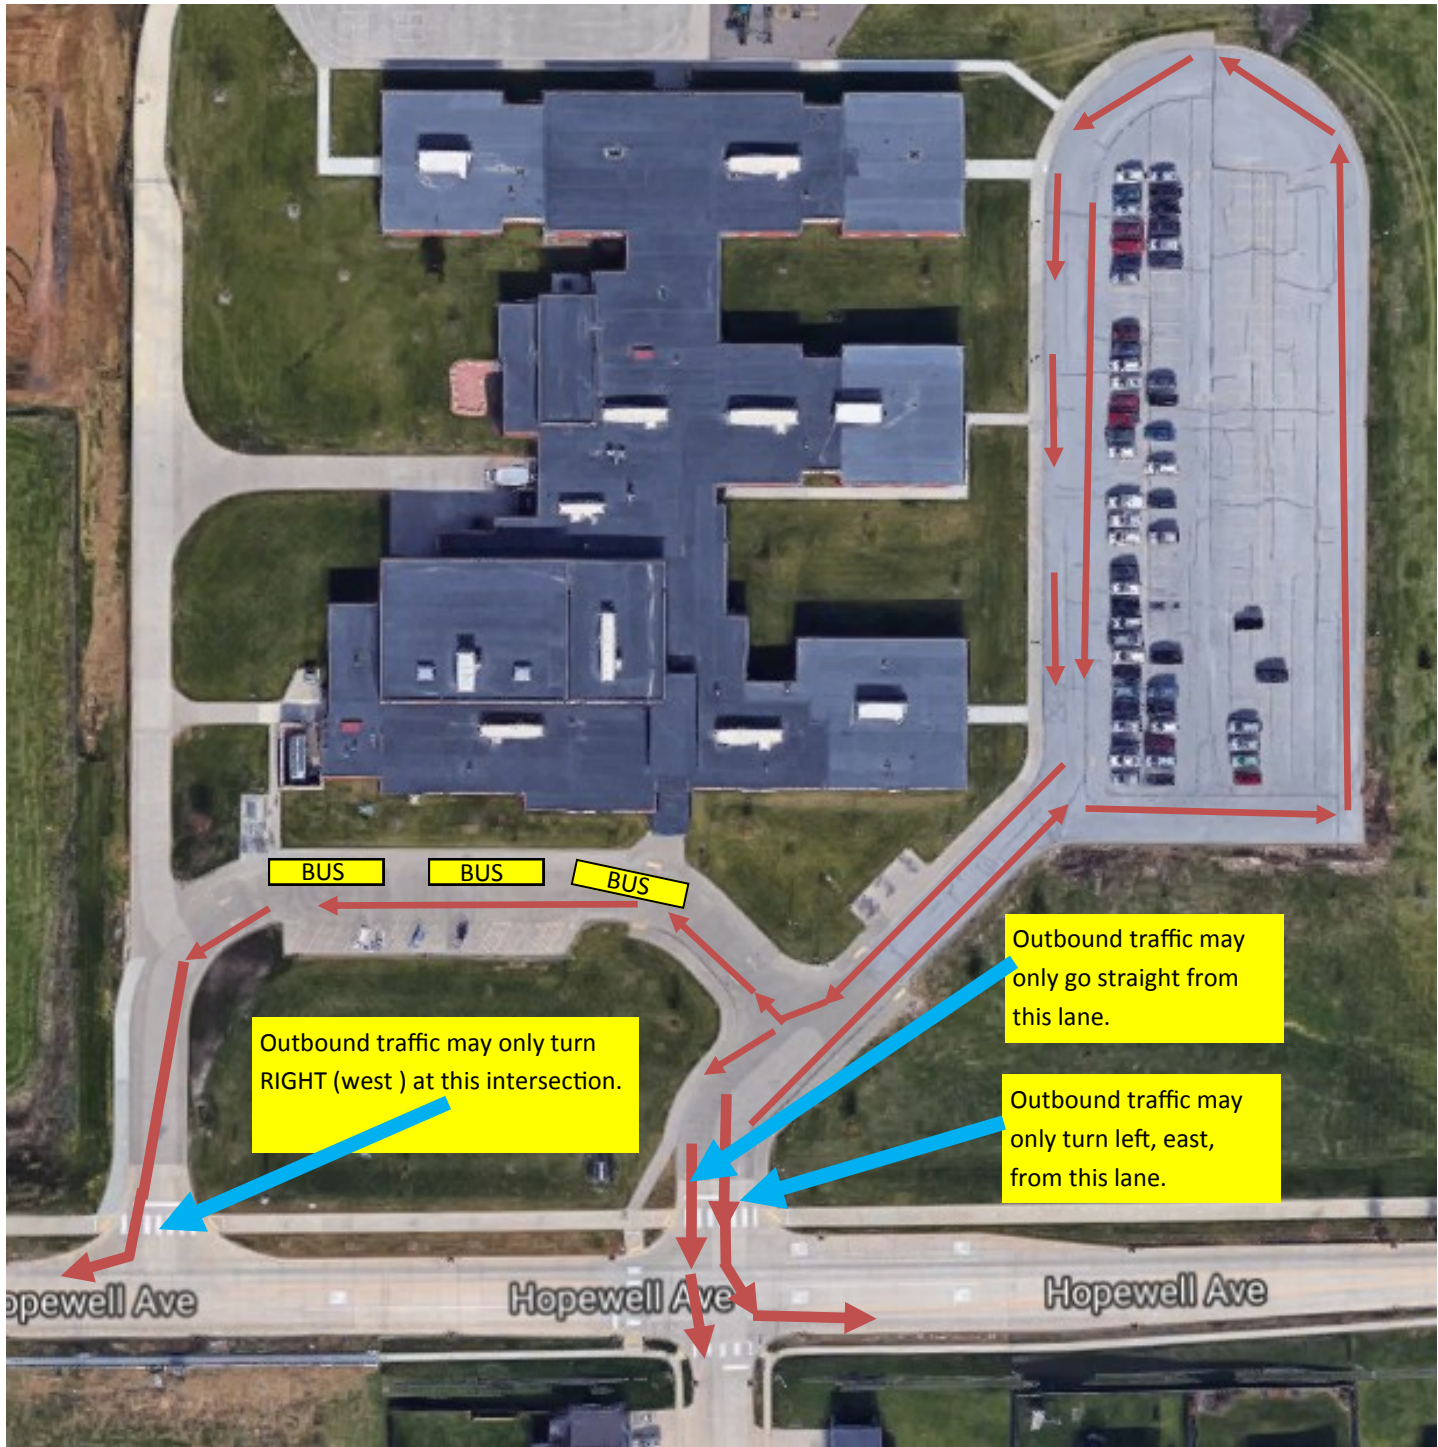 BUS
BUS
BUS
Outbound traffic may
only go straight from
this lane.
Outbound traffic may only turn
RIGHT (west ) at this intersection.
Outbound traffic may
only turn left, east,
from this lane.
opewell Ave
Hopewell Ave
Hopewell Ave